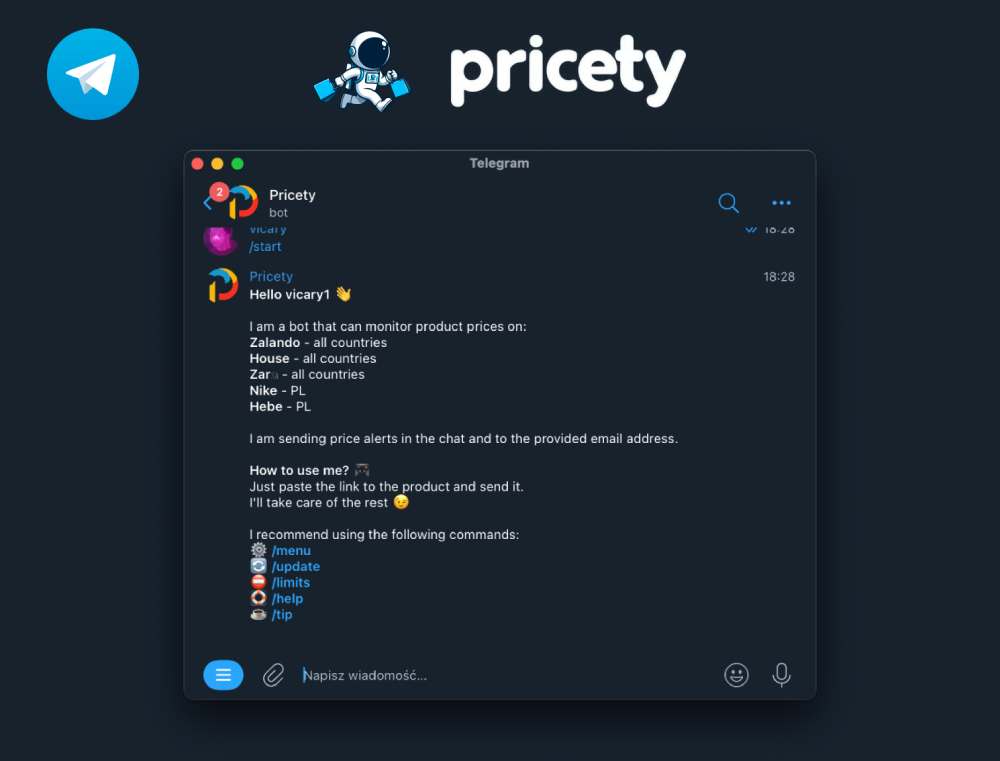 pricety
Telegram
2
Pricety
bot
vicary
18:28
/start
Pricety
18:28
Hello vicary1 👋
I am a bot that can monitor product prices on:
Zalando - all countries
House - all countries
- all countries
Nike - PL
Hebe - PL
I am sending price alerts in the chat and to the provided email address.
How to use me?
Just paste the link to the product and send it.
I'll take care of the rest 😉
I recommend using the following commands:
⚙️ /menu
🔄 /update
⛔ /limits
🛟 /help
☕ /tip
Napisz wiadomość...